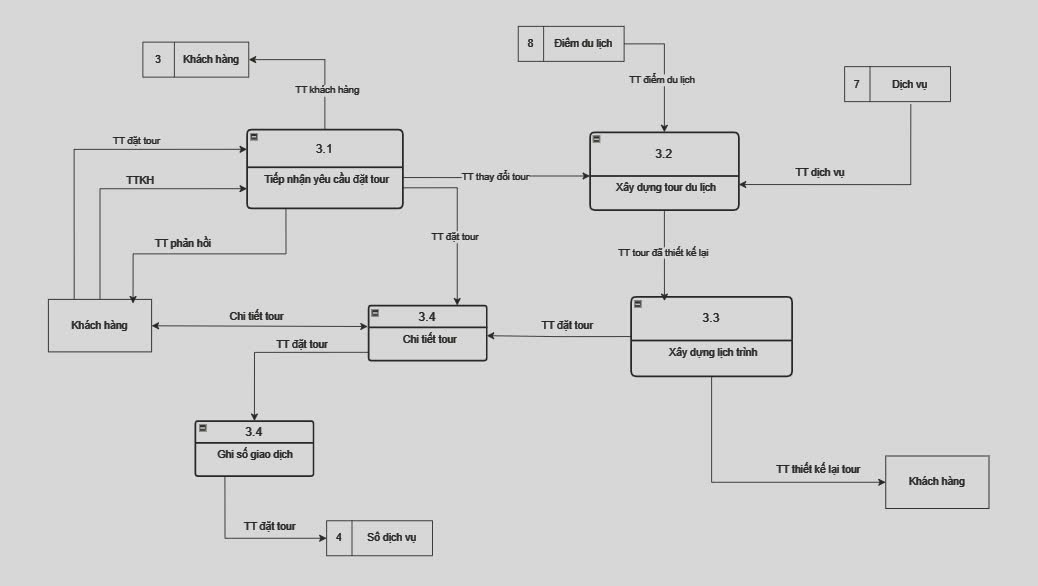 8 Điểm du lịch
3 Khách hàng
TT khách hàng
TT điểm du lịch
7 Dịch vụ
TT đặt tour
3.1
3.2
TTKH
Tiếp nhận yêu cầu đặt tour
TT thay đổi tour
Xây dựng tour du lịch
TT dịch vụ
TT phản hồi
TT đặt tour
TT tour đã thiết kế lại
Khách hàng
Chi tiết tour
3.4
Chi tiết tour
TT đặt tour
3.3
Xây dựng lịch trình
TT đặt tour
3.4
Ghi sổ giao dịch
TT thiết kế lại tour
Khách hàng
TT đặt tour
4 Sổ dịch vụ